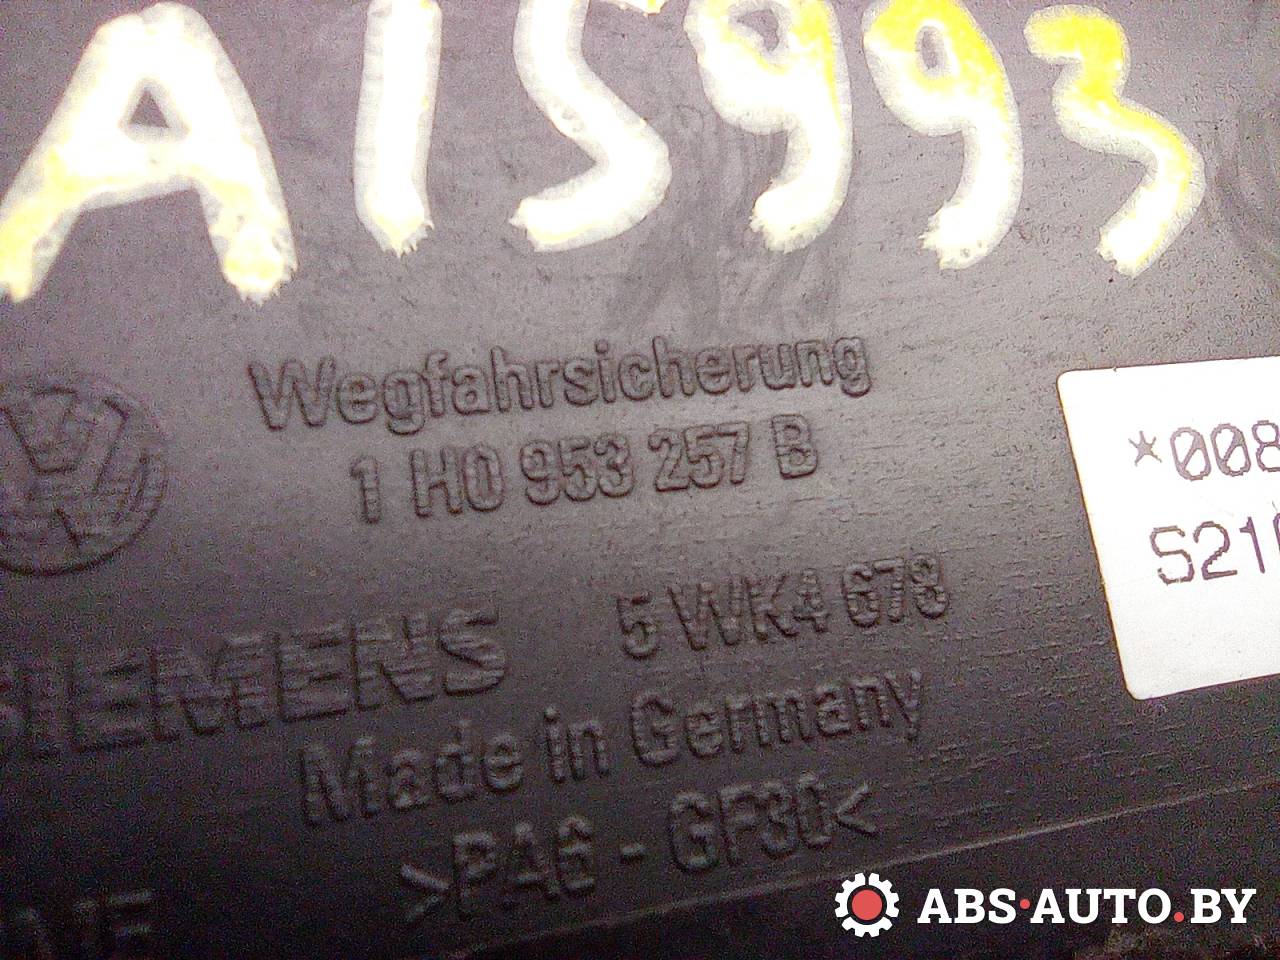 A15993
Wegfahrsicherung
1 H0 953 257 B
*008
S210
SIEMENS 5 WK4 678
Made in Germany
>PA6 - GF30<
ABS-AUTO.BY